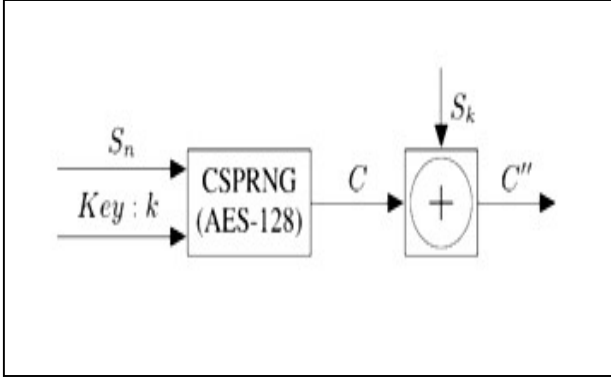 S_k
S_n
CSPRNG
(AES-128)
C
+
C''
Key : k